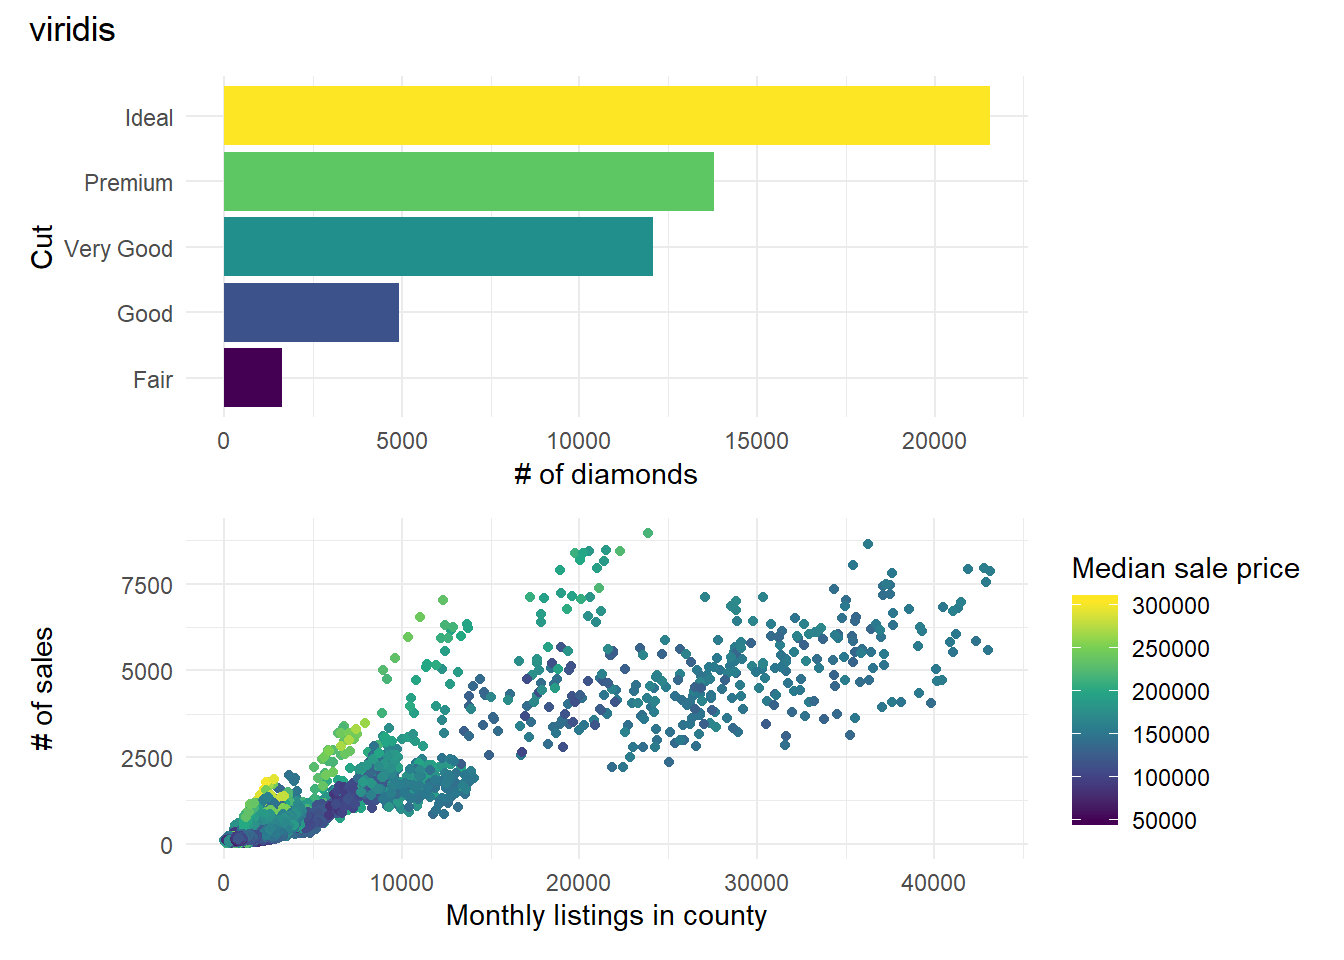 viridis
Cut
Ideal
Premium
Very Good
Good
Fair
0 5000 10000 15000 20000
# of diamonds
# of sales
7500
5000
2500
0
0 10000 20000 30000 40000
Monthly listings in county
Median sale price
300000
250000
200000
150000
100000
50000